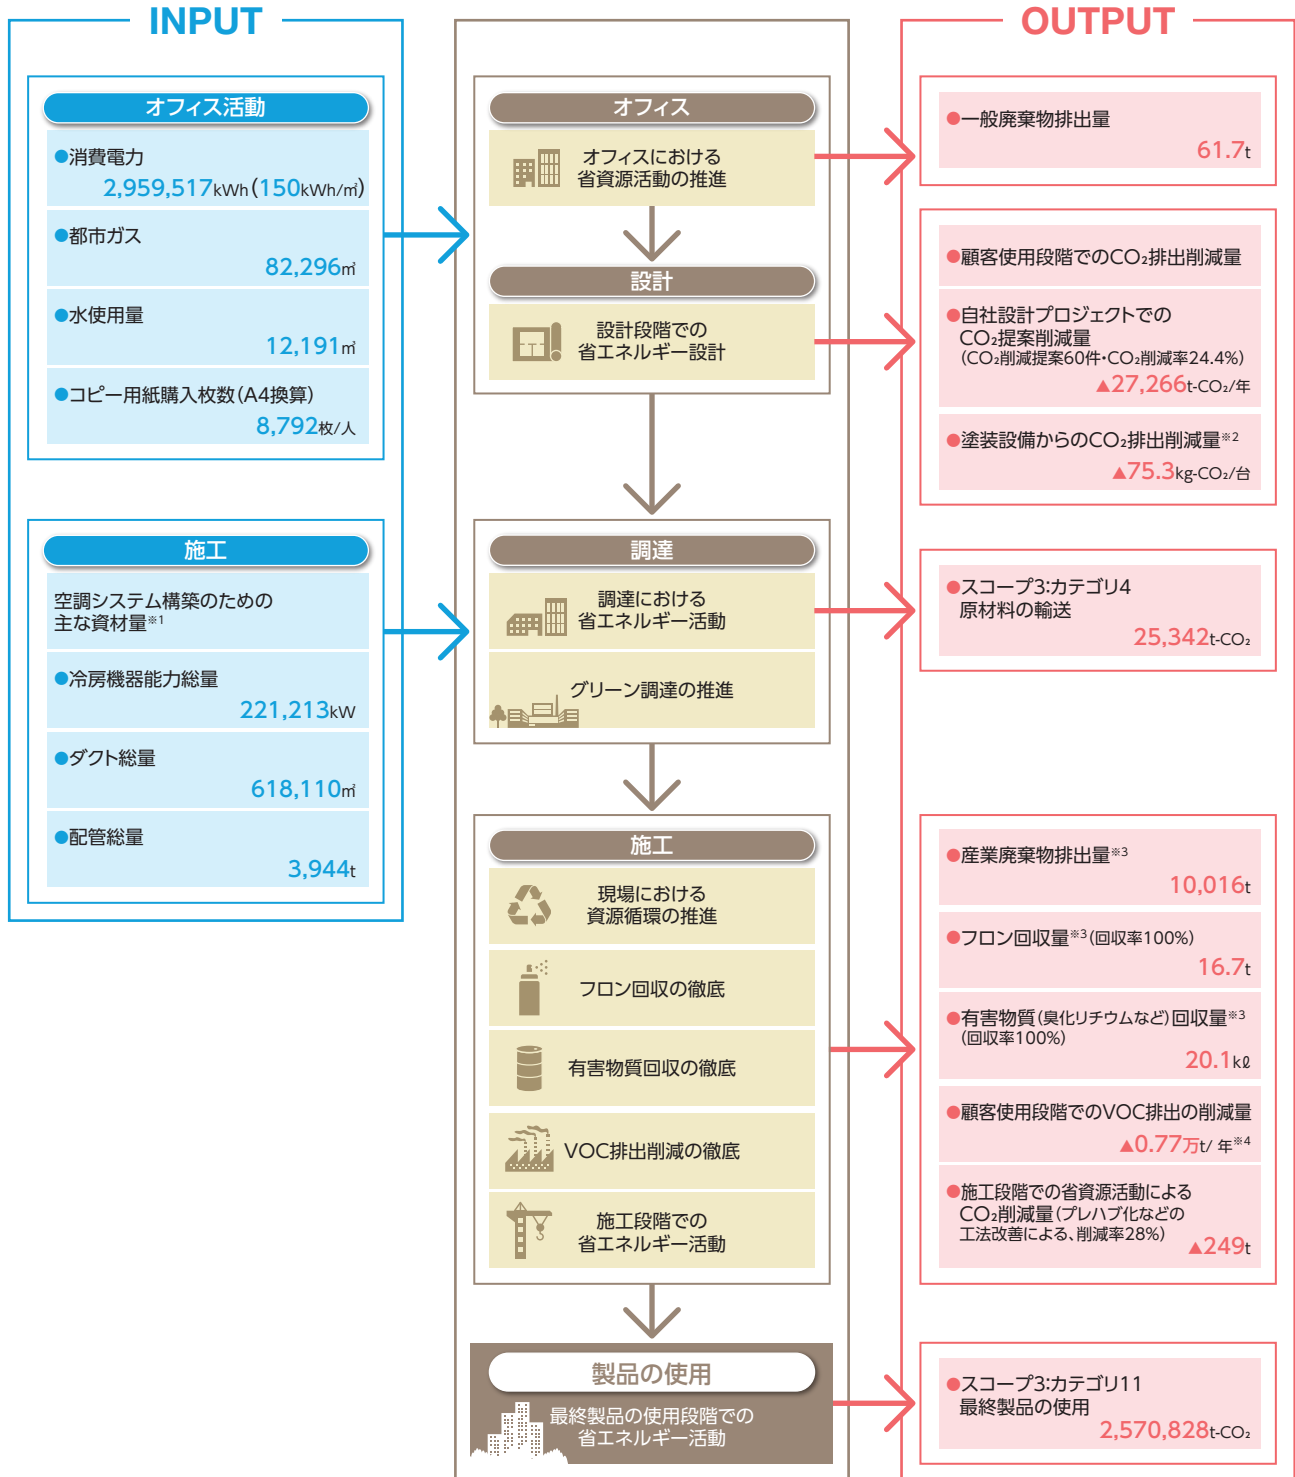 INPUT
オフィス活動
●消費電力
2,959,517kWh(150kWh/㎡)
●都市ガス
82,296㎥
●水使用量
12,191㎥
●コピー用紙購入枚数(A4換算)
8,792枚/人
施工
空調システム構築のための
主な資材量※1
●冷房機器能力総量
221,213kW
●ダクト総量
618,110㎡
●配管総量
3,944t
オフィス
オフィスにおける
省資源活動の推進
設計
設計段階での
省エネルギー設計
調達
調達における
省エネルギー活動
グリーン調達の推進
施工
現場における
資源循環の推進
フロン回収の徹底
有害物質回収の徹底
VOC排出削減の徹底
施工段階での
省エネルギー活動
製品の使用
最終製品の使用段階での
省エネルギー活動
OUTPUT
●一般廃棄物排出量
61.7t
●顧客使用段階でのCO₂排出削減量
●自社設計プロジェクトでの
CO₂提案削減量
(CO₂削減提案60件・CO₂削減率24.4%)
▲27,266t-CO₂/年
●塗装設備からのCO₂排出削減量※2
▲75.3kg-CO₂/台
●スコープ3:カテゴリ4
原材料の輸送
25,342t-CO₂
●産業廃棄物排出量※3
10,016t
●フロン回収量※3(回収率100%)
16.7t
●有害物質(臭化リチウムなど)回収量※3
(回収率100%)
20.1kℓ
●顧客使用段階でのVOC排出の削減量
▲0.77万t/ 年※4
●施工段階での省資源活動による
CO₂削減量(プレハブ化などの
工法改善による、削減率28%)
▲249t
●スコープ3:カテゴリ11
最終製品の使用
2,570,828t-CO₂